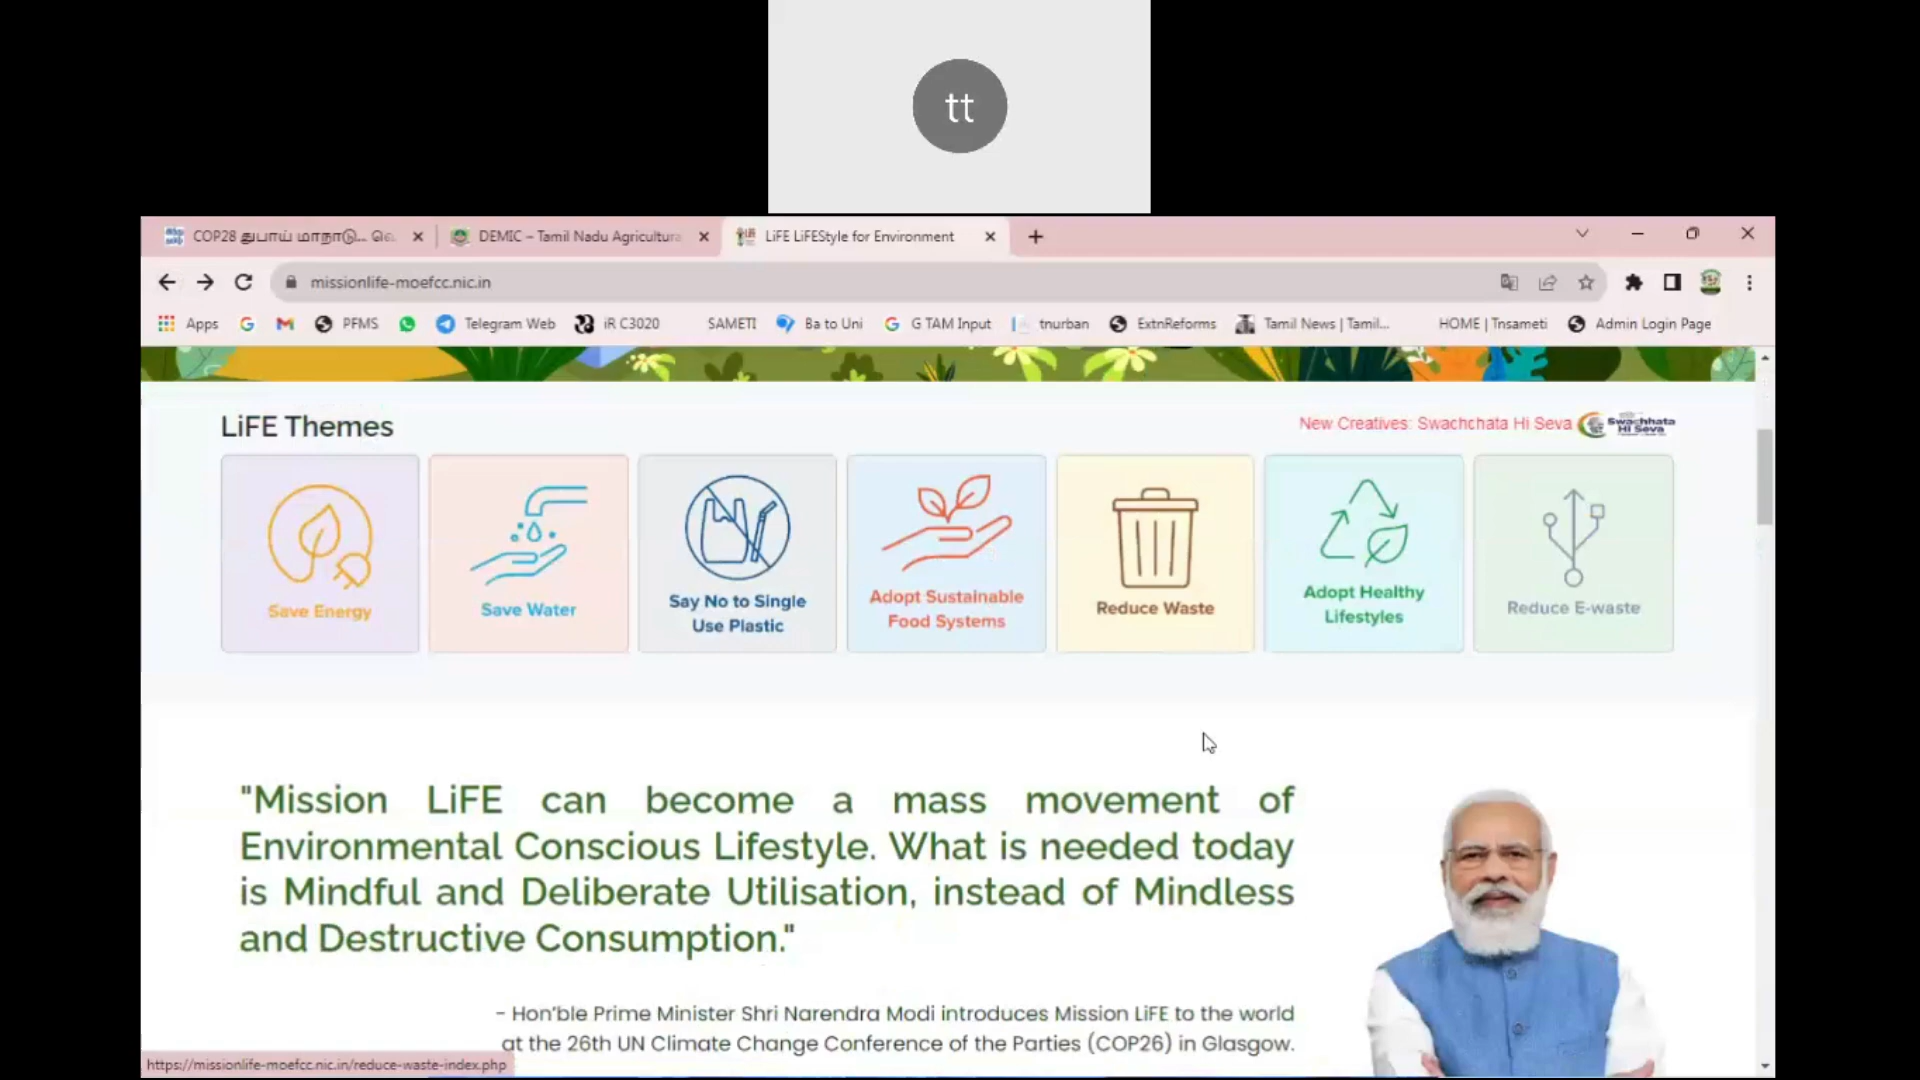 tt
COP28 துபாய் மாநாடு... வெ
DEMIC – Tamil Nadu Agricultura
LiFE LiFEStyle for Environment
missionlife-moefcc.nic.in
Apps
PFMS
Telegram Web
iR C3020
SAMETI
Ba to Uni
G TAM Input
tnurban
ExtnReforms
Tamil News | Tamil...
HOME | Tnsameti
Admin Login Page
LiFE Themes
New Creatives: Swachchata Hi Seva
Swachhata
Hi Seva
Save Energy
Save Water
Say No to Single
Use Plastic
Adopt Sustainable
Food Systems
Reduce Waste
Adopt Healthy
Lifestyles
Reduce E-waste
"Mission LiFE can become a mass movement of
Environmental Conscious Lifestyle. What is needed today
is Mindful and Deliberate Utilisation, instead of Mindless
and Destructive Consumption."
- Hon'ble Prime Minister Shri Narendra Modi introduces Mission LiFE to the world
at the 26th UN Climate Change Conference of the Parties (COP26) in Glasgow.
https://missionlife-moefcc.nic.in/reduce-waste-index.php